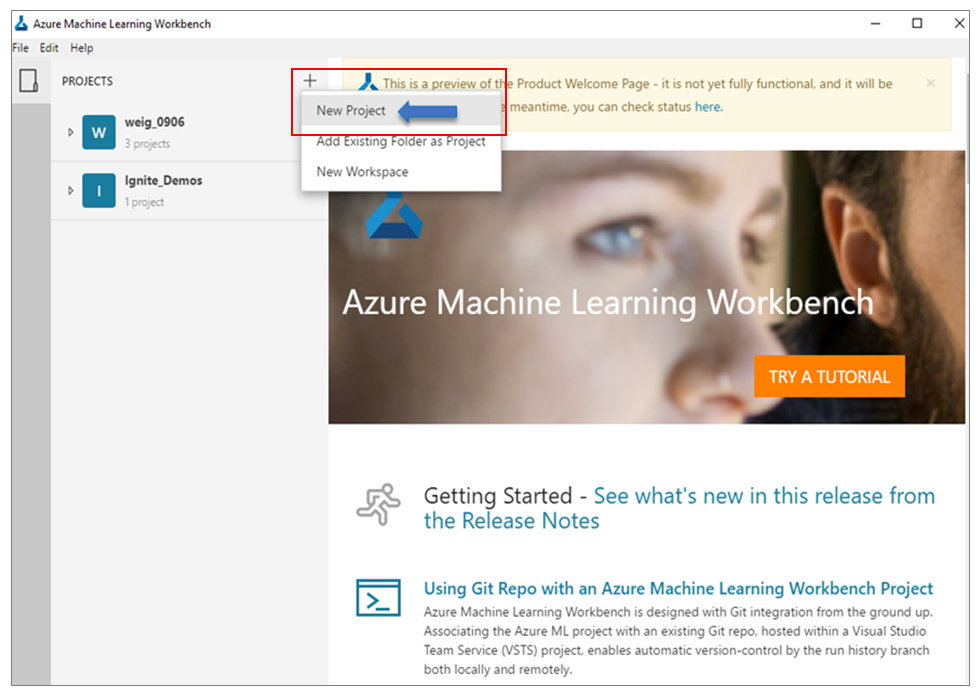 Azure Machine Learning Workbench
File Edit Help
PROJECTS
W
weig_0906
3 projects
I
Ignite_Demos
1 project
New Project
Add Existing Folder as Project
New Workspace
This is a preview of the Product Welcome Page - it is not yet fully functional, and it will be
meantime, you can check status here.
Azure Machine Learning Workbench
TRY A TUTORIAL
Getting Started - See what's new in this release from
the Release Notes
Using Git Repo with an Azure Machine Learning Workbench Project
Azure Machine Learning Workbench is designed with Git integration from the ground up.
Associating the Azure ML project with an existing Git repo, hosted within a Visual Studio
Team Service (VSTS) project, enables automatic version-control by the run history branch
both locally and remotely.